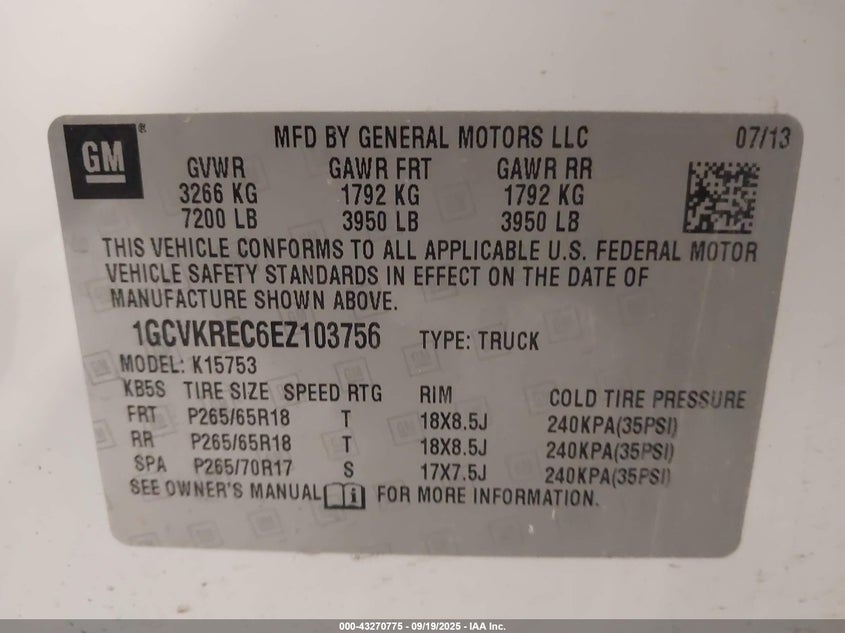 GM®
MFD BY GENERAL MOTORS LLC 07/13
GVWR GAWR FRT GAWR RR
3266 KG 1792 KG 1792 KG
7200 LB 3950 LB 3950 LB
THIS VEHICLE CONFORMS TO ALL APPLICABLE U.S. FEDERAL MOTOR
VEHICLE SAFETY STANDARDS IN EFFECT ON THE DATE OF
MANUFACTURE SHOWN ABOVE.
1GCVKREC6EZ103756 TYPE: TRUCK
MODEL: K15753
KB5S TIRE SIZE SPEED RTG RIM COLD TIRE PRESSURE
FRT P265/65R18 T 18X8.5J 240KPA(35PSI)
RR P265/65R18 T 18X8.5J 240KPA(35PSI)
SPA P265/70R17 S 17X7.5J 240KPA(35PSI)
SEE OWNER'S MANUAL i FOR MORE INFORMATION.
000-43270775 - 09/19/2025 - IAA Inc.